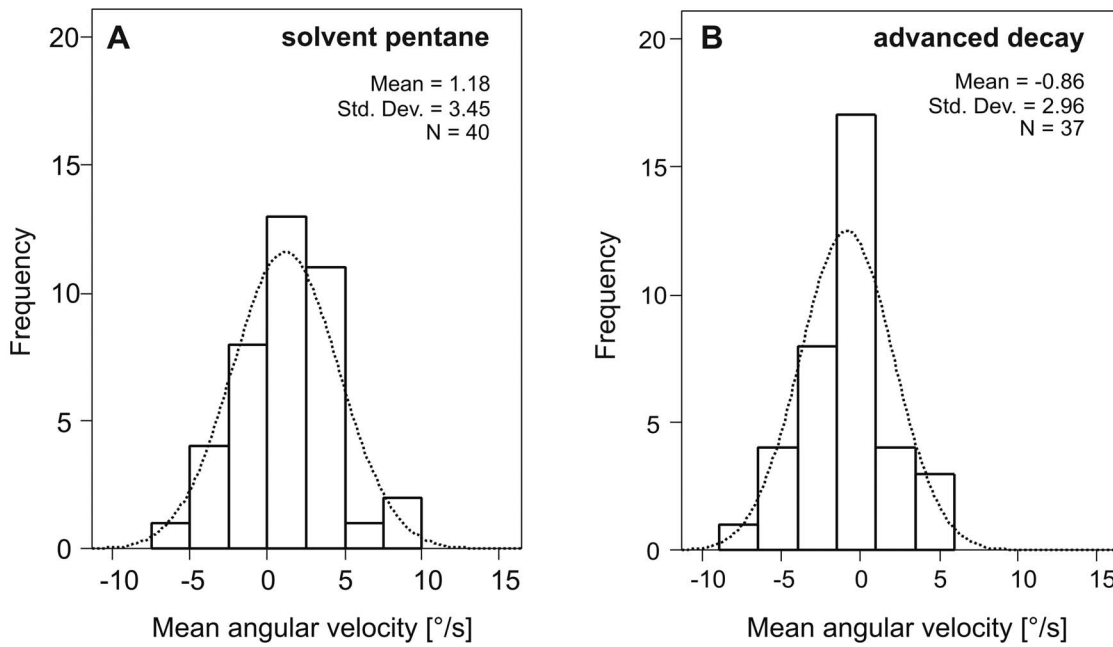 A
solvent pentane
Mean = 1.18
Std. Dev. = 3.45
N = 40
20
15
10
5
0
Frequency
-10 -5 0 5 10 15
Mean angular velocity [°/s]
B
advanced decay
Mean = -0.86
Std. Dev. = 2.96
N = 37
20
15
10
5
0
Frequency
-10 -5 0 5 10 15
Mean angular velocity [°/s]